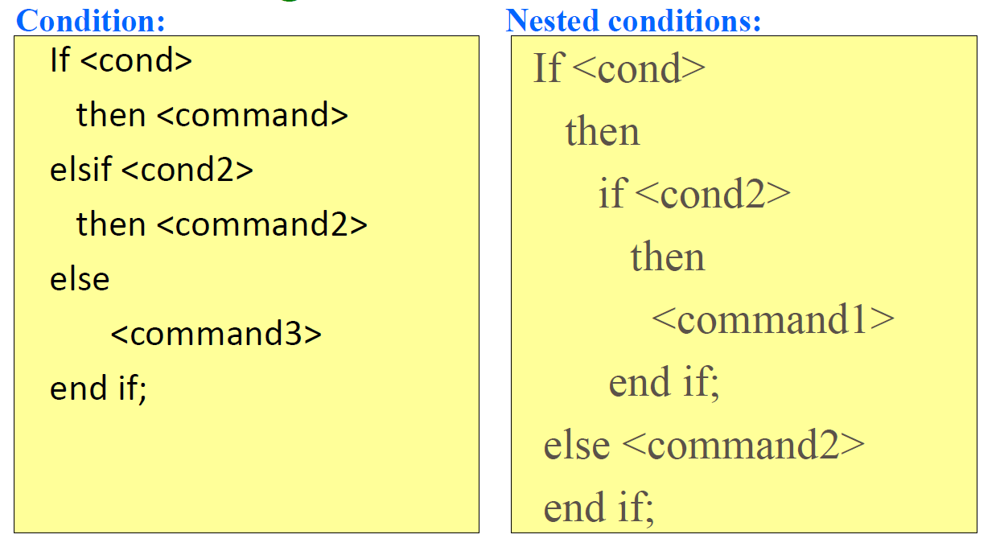 Condition:
If <cond>
then <command>
elsif <cond2>
then <command2>
else
<command3>
end if;
Nested conditions:
If <cond>
then
if <cond2>
then
<command1>
end if;
else <command2>
end if;